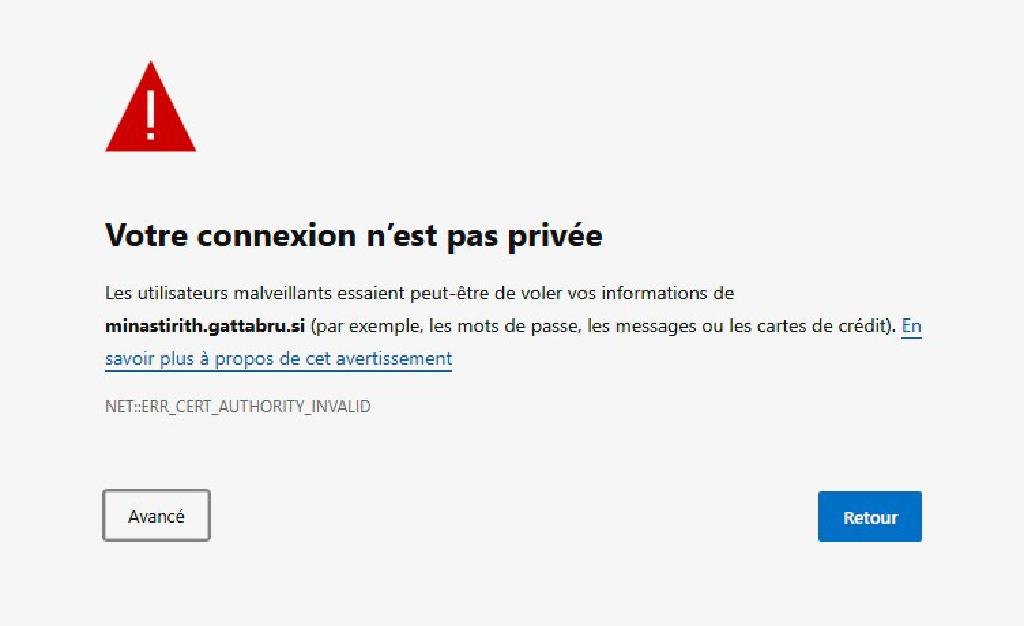 Votre connexion n’est pas privée
Les utilisateurs malveillants essaient peut-être de voler vos informations de
minastirith.gattabru.si (par exemple, les mots de passe, les messages ou les cartes de crédit). En
savoir plus à propos de cet avertissement
NET::ERR_CERT_AUTHORITY_INVALID
Avancé
Retour